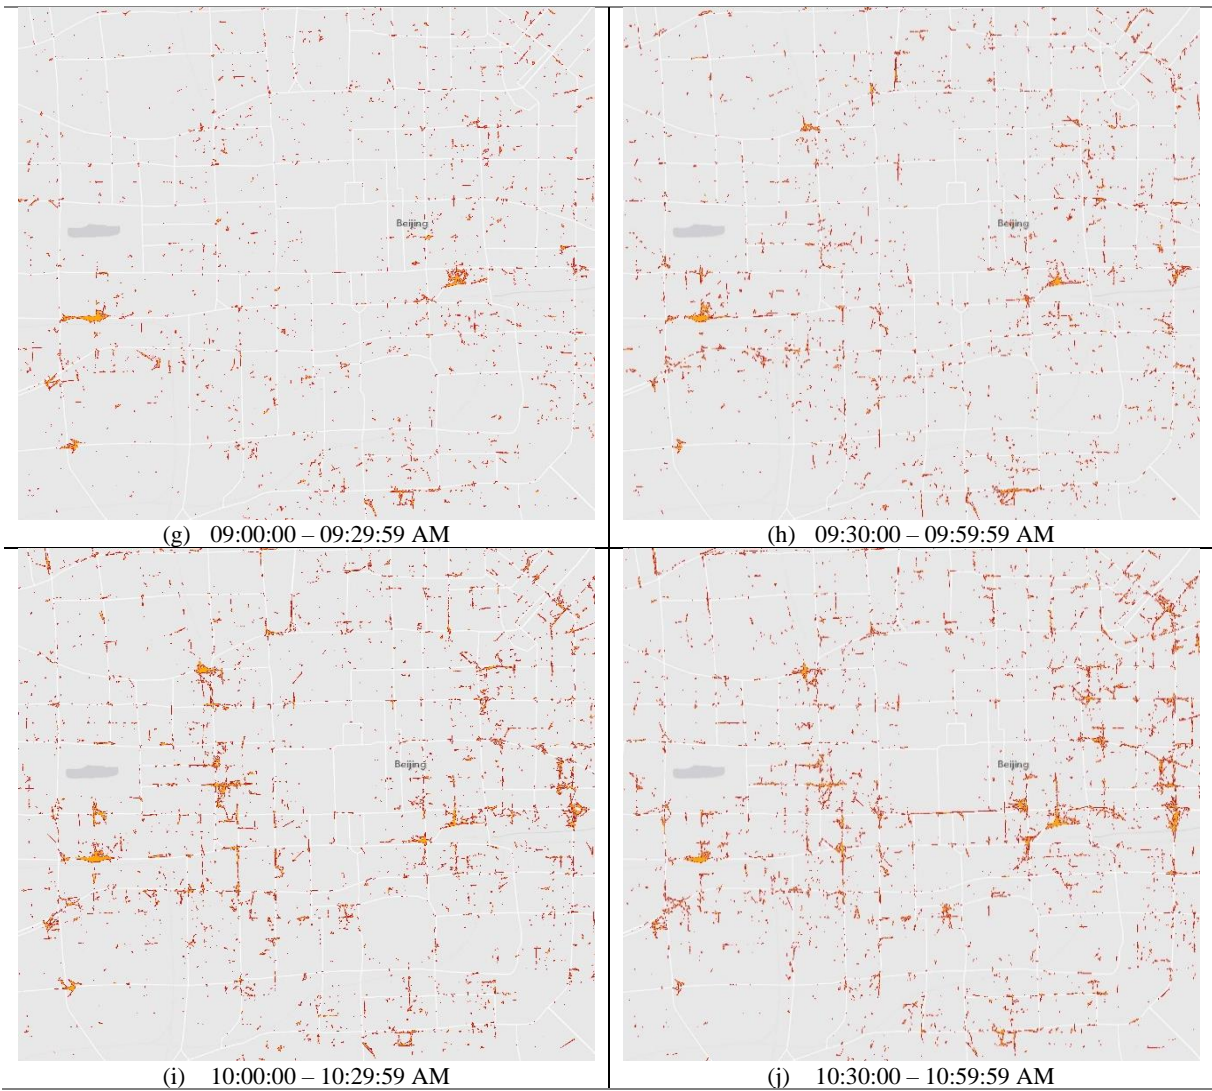 Beijing
Beijing
(g) 09:00:00 – 09:29:59 AM
(h) 09:30:00 – 09:59:59 AM
Beijing
Beijing
(i) 10:00:00 – 10:29:59 AM
(j) 10:30:00 – 10:59:59 AM